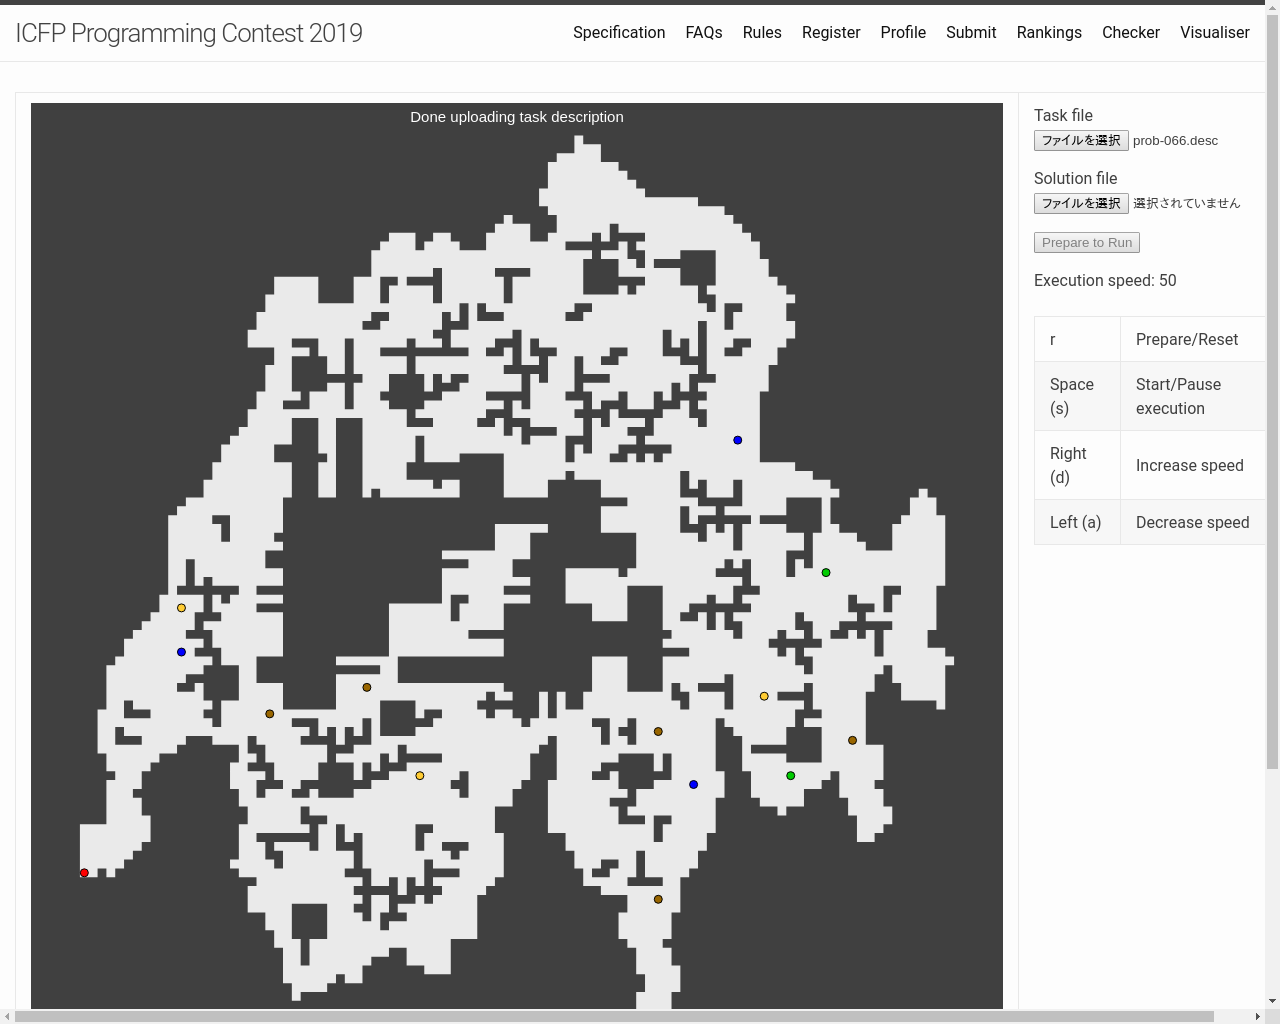 ICFP Programming Contest 2019
Specification FAQs Rules Register Profile Submit Rankings Checker Visualiser
Done uploading task description
Task file
ファイルを選択 prob-066.desc
Solution file
ファイルを選択 選択されていません
Prepare to Run
Execution speed: 50
r Prepare/Reset
Space (s) Start/Pause execution
Right (d) Increase speed
Left (a) Decrease speed